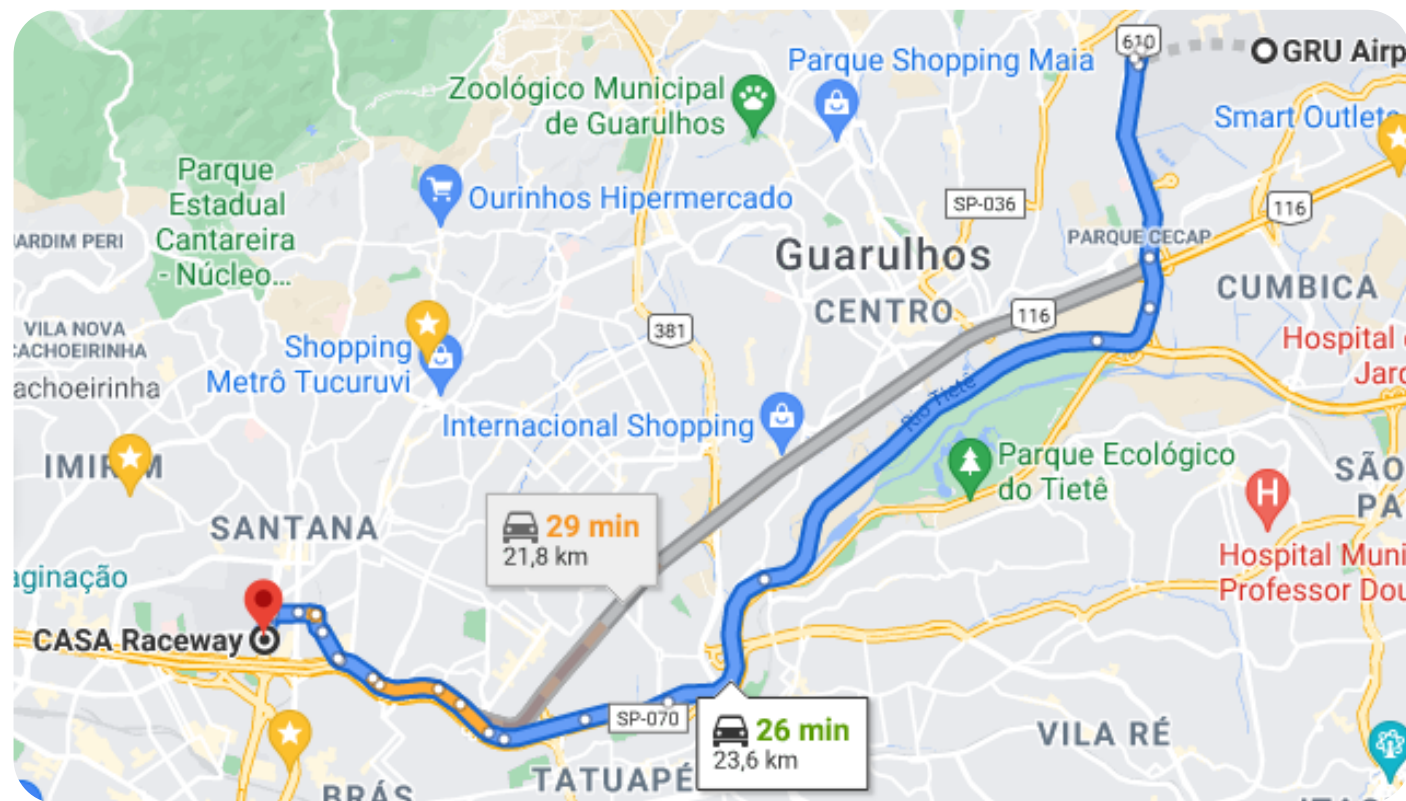 610
GRU Airp
Parque Shopping Maia
Zoológico Municipal
de Guarulhos
Smart Outlets
Parque
Estadual
Cantareira
- Núcleo...
Ourinhos Hipermercado
SP-036
116
JARDIM PERI
PARQUE CECAP
Guarulhos
CENTRO
CUMBICA
116
VILA NOVA
CACHOEIRINHA
achoeirinha
381
Shopping
Metrô Tucuruvi
Hospital
Jard
Rio Tietê
Internacional Shopping
Parque Ecológico
do Tietê
IMIRIM
SÃO
PA
H
29 min
21,8 km
SANTANA
Hospital Muni
Professor Dou
aginação
CASA Raceway
SP-070
26 min
23,6 km
VILA RÉ
TATUAPÉ
BRÁS